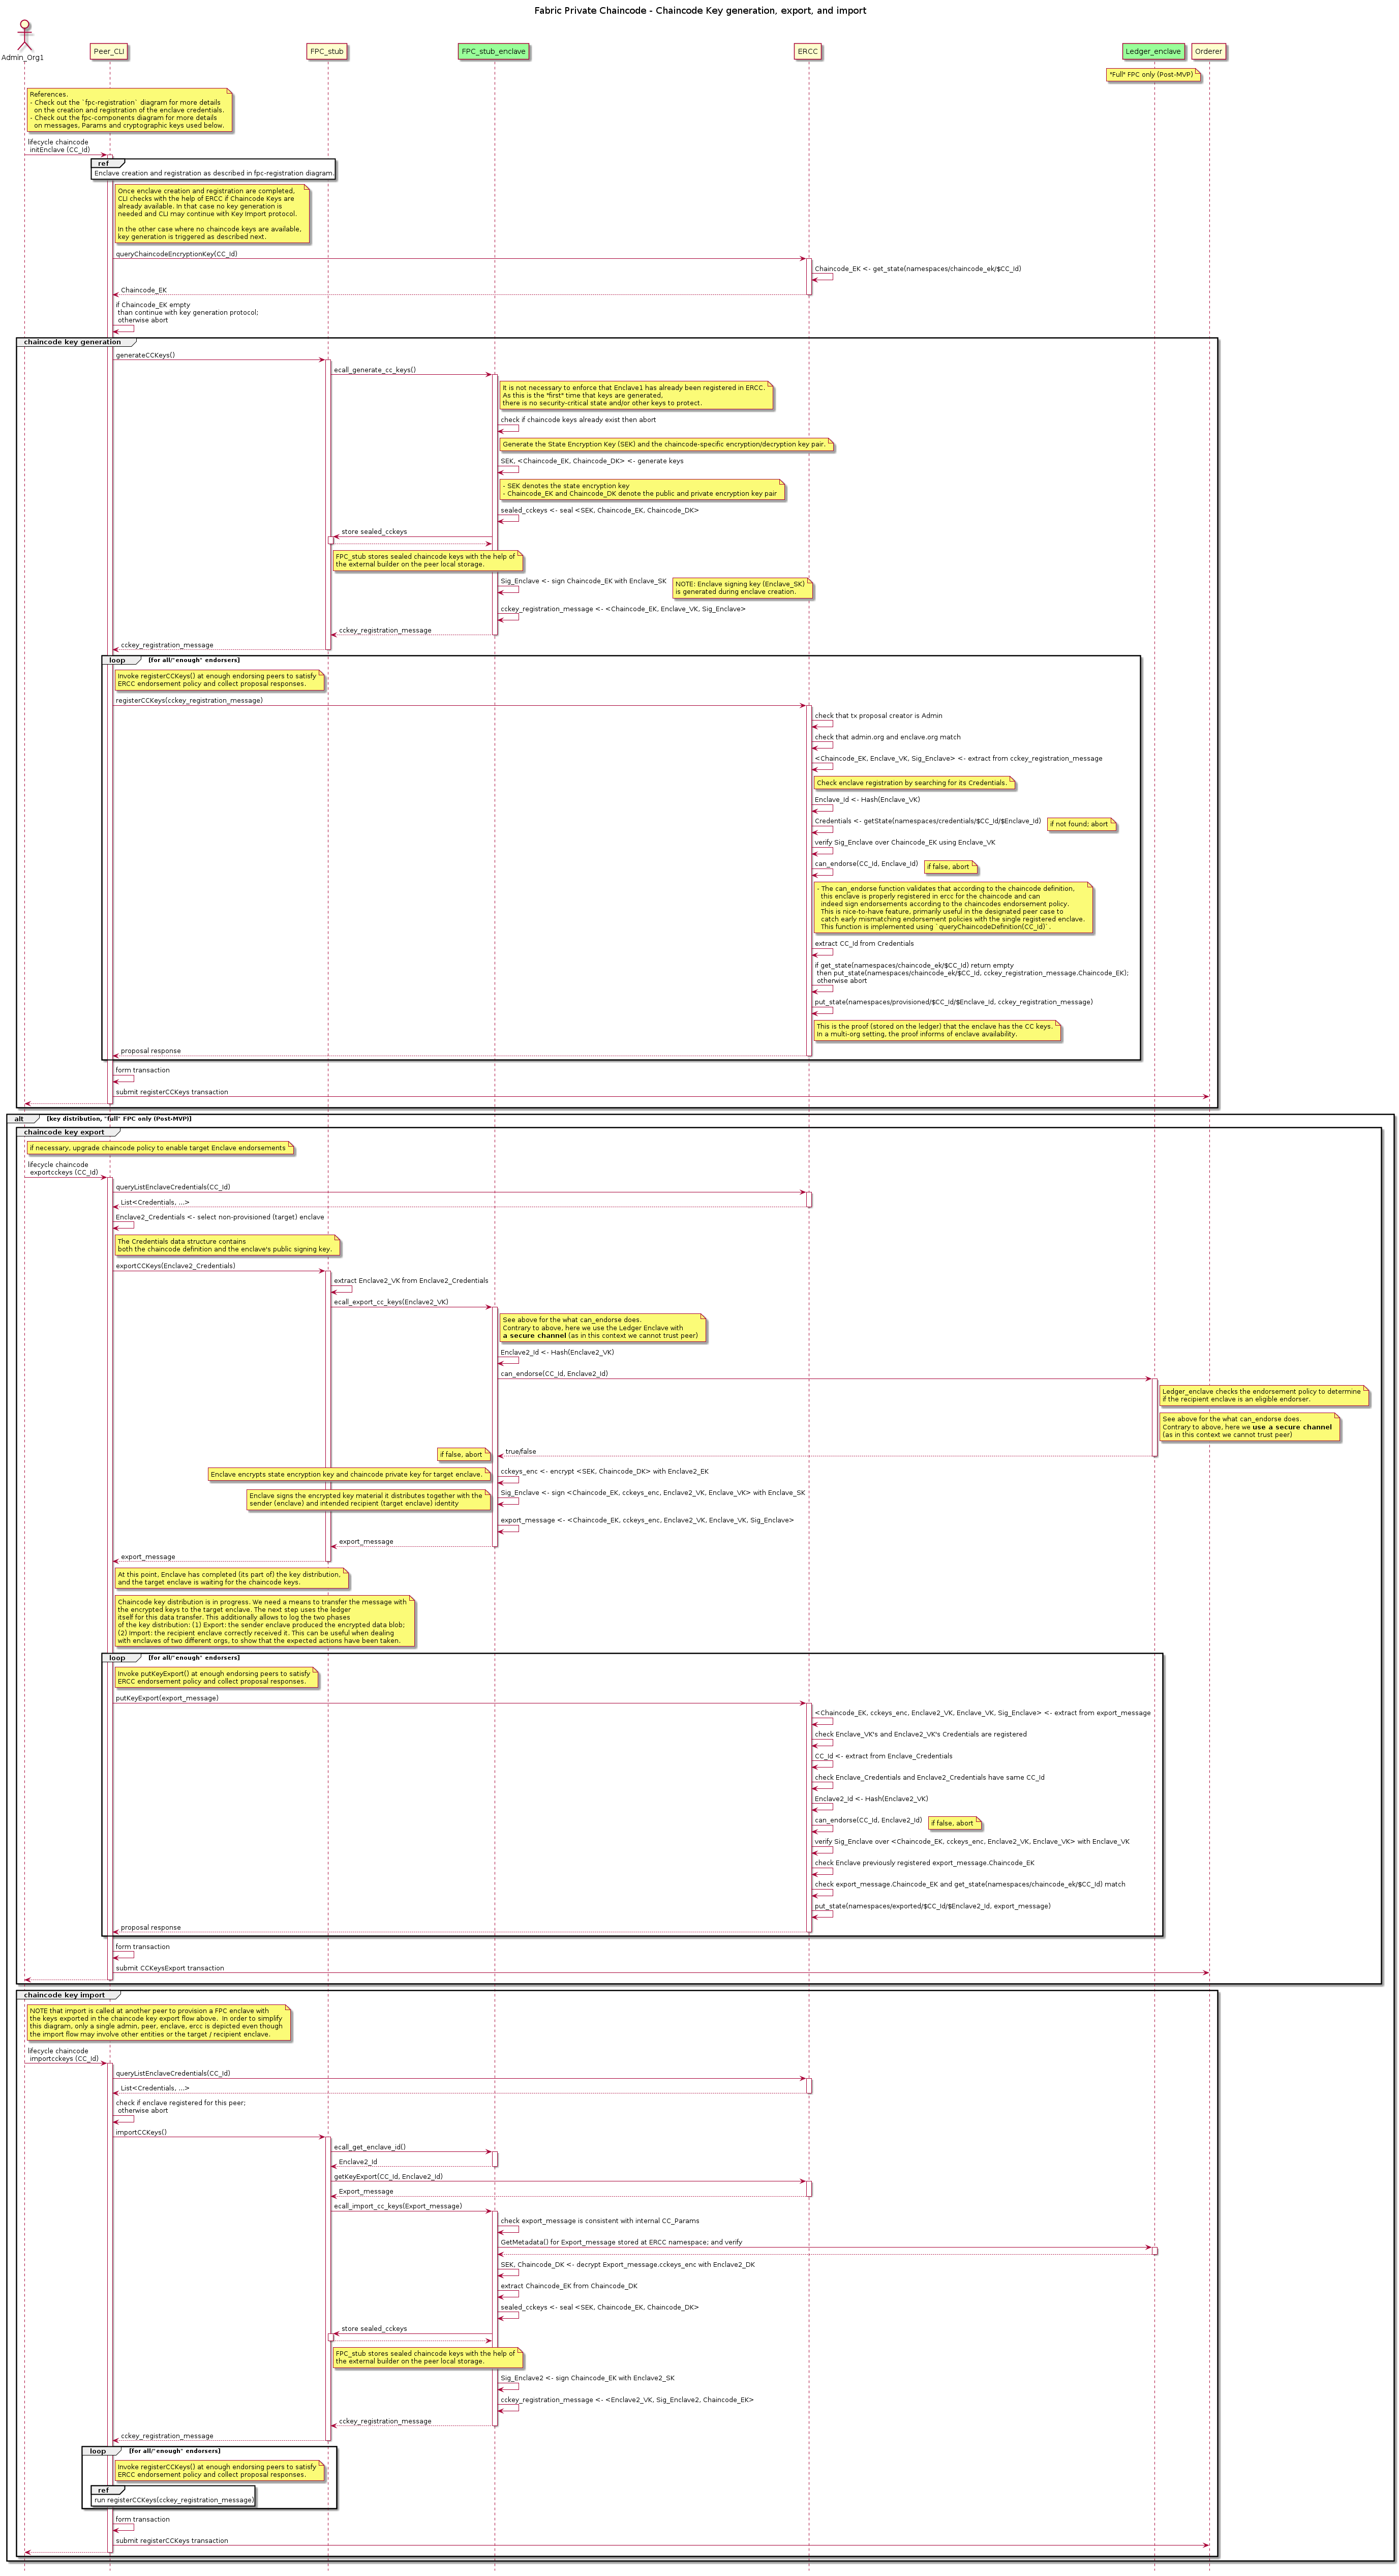 Fabric Private Chaincode - Chaincode Key generation, export, and import
Admin_Org1
Peer_CLI
FPC_stub
FPC_stub_enclave
ERCC
Ledger_enclave
Orderer
"Full" FPC only (Post-MVP)
References.
- Check out the `fpc-registration` diagram for more details
on the creation and registration of the enclave credentials.
- Check out the fpc-components diagram for more details
on messages, Params and cryptographic keys used below.
lifecycle chaincode
initEnclave (CC_Id)
ref
Enclave creation and registration as described in fpc-registration diagram.
Once enclave creation and registration are completed,
CLI checks with the help of ERCC if Chaincode Keys are
already available. In that case no key generation is
needed and CLI may continue with Key Import protocol.
In the other case where no chaincode keys are available,
key generation is triggered as described next.
queryChaincodeEncryptionKey(CC_Id)
Chaincode_EK <- get_state(namespaces/chaincode_ek/$CC_Id)
Chaincode_EK
if Chaincode_EK empty
than continue with key generation protocol;
otherwise abort
chaincode key generation
generateCCKeys()
ecall_generate_cc_keys()
It is not necessary to enforce that Enclave1 has already been registered in ERCC.
As this is the "first" time that keys are generated,
there is no security-critical state and/or other keys to protect.
check if chaincode keys already exist then abort
Generate the State Encryption Key (SEK) and the chaincode-specific encryption/decryption key pair.
SEK, <Chaincode_EK, Chaincode_DK> <- generate keys
- SEK denotes the state encryption key
- Chaincode_EK and Chaincode_DK denote the public and private encryption key pair
sealed_cckeys <- seal <SEK, Chaincode_EK, Chaincode_DK>
store sealed_cckeys
FPC_stub stores sealed chaincode keys with the help of
the external builder on the peer local storage.
Sig_Enclave <- sign Chaincode_EK with Enclave_SK
NOTE: Enclave signing key (Enclave_SK)
is generated during enclave creation.
cckey_registration_message <- <Chaincode_EK, Enclave_VK, Sig_Enclave>
cckey_registration_message
cckey_registration_message
loop [for all/"enough" endorsers]
Invoke registerCCKeys() at enough endorsing peers to satisfy
ERCC endorsement policy and collect proposal responses.
registerCCKeys(cckey_registration_message)
check that tx proposal creator is Admin
check that admin.org and enclave.org match
<Chaincode_EK, Enclave_VK, Sig_Enclave> <- extract from cckey_registration_message
Check enclave registration by searching for its Credentials.
Enclave_Id <- Hash(Enclave_VK)
Credentials <- getState(namespaces/credentials/$CC_Id/$Enclave_Id)
if not found; abort
verify Sig_Enclave over Chaincode_EK using Enclave_VK
can_endorse(CC_Id, Enclave_Id)
if false, abort
- The can_endorse function validates that according to the chaincode definition,
this enclave is properly registered in ercc for the chaincode and can
indeed sign endorsements according to the chaincodes endorsement policy.
This is nice-to-have feature, primarily useful in the designated peer case to
catch early mismatching endorsement policies with the single registered enclave.
This function is implemented using `queryChaincodeDefinition(CC_Id)`.
extract CC_Id from Credentials
if get_state(namespaces/chaincode_ek/$CC_Id) return empty
then put_state(namespaces/chaincode_ek/$CC_Id, cckey_registration_message.Chaincode_EK);
otherwise abort
put_state(namespaces/provisioned/$CC_Id/$Enclave_Id, cckey_registration_message)
This is the proof (stored on the ledger) that the enclave has the CC keys.
In a multi-org setting, the proof informs of enclave availability.
proposal response
form transaction
submit registerCCKeys transaction
alt [key distribution, "full" FPC only (Post-MVP)]
chaincode key export
if necessary, upgrade chaincode policy to enable target Enclave endorsements
lifecycle chaincode
exportcckeys (CC_Id)
queryListEnclaveCredentials(CC_Id)
List<Credentials, ...>
Enclave2_Credentials <- select non-provisioned (target) enclave
The Credentials data structure contains
both the chaincode definition and the enclave's public signing key.
exportCCKeys(Enclave2_Credentials)
extract Enclave2_VK from Enclave2_Credentials
ecall_export_cc_keys(Enclave2_VK)
See above for the what can_endorse does.
Contrary to above, here we use the Ledger Enclave with
a secure channel (as in this context we cannot trust peer)
Enclave2_Id <- Hash(Enclave2_VK)
can_endorse(CC_Id, Enclave2_Id)
Ledger_enclave checks the endorsement policy to determine
if the recipient enclave is an eligible endorser.
See above for the what can_endorse does.
Contrary to above, here we use a secure channel
(as in this context we cannot trust peer)
true/false
if false, abort
Enclave encrypts state encryption key and chaincode private key for target enclave.
cckeys_enc <- encrypt <SEK, Chaincode_DK> with Enclave2_EK
Enclave signs the encrypted key material it distributes together with the
sender (enclave) and intended recipient (target enclave) identity
Sig_Enclave <- sign <Chaincode_EK, cckeys_enc, Enclave2_VK, Enclave_VK> with Enclave_SK
export_message <- <Chaincode_EK, cckeys_enc, Enclave2_VK, Enclave_VK, Sig_Enclave>
export_message
export_message
At this point, Enclave has completed (its part of) the key distribution,
and the target enclave is waiting for the chaincode keys.
Chaincode key distribution is in progress. We need a means to transfer the message with
the encrypted keys to the target enclave. The next step uses the ledger
itself for this data transfer. This additionally allows to log the two phases
of the key distribution: (1) Export: the sender enclave produced the encrypted data blob;
(2) Import: the recipient enclave correctly received it. This can be useful when dealing
with enclaves of two different orgs, to show that the expected actions have been taken.
loop [for all/"enough" endorsers]
Invoke putKeyExport() at enough endorsing peers to satisfy
ERCC endorsement policy and collect proposal responses.
putKeyExport(export_message)
<Chaincode_EK, cckeys_enc, Enclave2_VK, Enclave_VK, Sig_Enclave> <- extract from export_message
check Enclave_VK's and Enclave2_VK's Credentials are registered
CC_Id <- extract from Enclave_Credentials
check Enclave_Credentials and Enclave2_Credentials have same CC_Id
Enclave2_Id <- Hash(Enclave2_VK)
can_endorse(CC_Id, Enclave2_Id)
if false, abort
verify Sig_Enclave over <Chaincode_EK, cckeys_enc, Enclave2_VK, Enclave_VK> with Enclave_VK
check Enclave previously registered export_message.Chaincode_EK
check export_message.Chaincode_EK and get_state(namespaces/chaincode_ek/$CC_Id) match
put_state(namespaces/exported/$CC_Id/$Enclave2_Id, export_message)
proposal response
form transaction
submit CCKeysExport transaction
chaincode key import
NOTE that import is called at another peer to provision a FPC enclave with
the keys exported in the chaincode key export flow above. In order to simplify
this diagram, only a single admin, peer, enclave, ercc is depicted even though
the import flow may involve other entities or the target / recipient enclave.
lifecycle chaincode
importcckeys (CC_Id)
queryListEnclaveCredentials(CC_Id)
List<Credentials, ...>
check if enclave registered for this peer;
otherwise abort
importCCKeys()
ecall_get_enclave_id()
Enclave2_Id
getKeyExport(CC_Id, Enclave2_Id)
Export_message
ecall_import_cc_keys(Export_message)
check export_message is consistent with internal CC_Params
GetMetadata() for Export_message stored at ERCC namespace; and verify
SEK, Chaincode_DK <- decrypt Export_message.cckeys_enc with Enclave2_DK
extract Chaincode_EK from Chaincode_DK
sealed_cckeys <- seal <SEK, Chaincode_EK, Chaincode_DK>
store sealed_cckeys
FPC_stub stores sealed chaincode keys with the help of
the external builder on the peer local storage.
Sig_Enclave2 <- sign Chaincode_EK with Enclave2_SK
cckey_registration_message <- <Enclave2_VK, Sig_Enclave2, Chaincode_EK>
cckey_registration_message
cckey_registration_message
loop [for all/"enough" endorsers]
Invoke registerCCKeys() at enough endorsing peers to satisfy
ERCC endorsement policy and collect proposal responses.
ref
run registerCCKeys(cckey_registration_message)
form transaction
submit registerCCKeys transaction